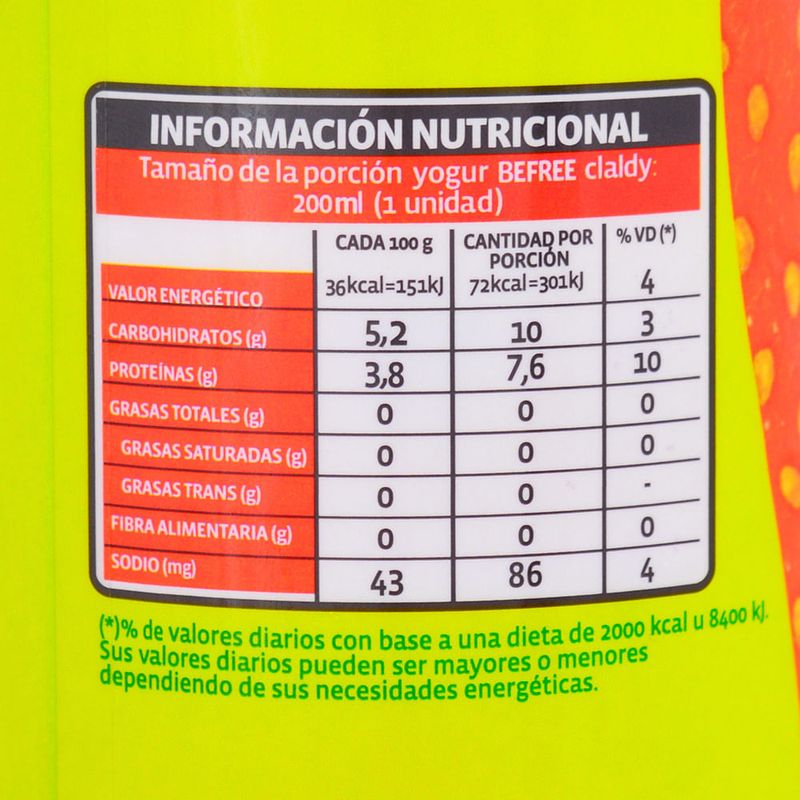 INFORMACIÓN NUTRICIONAL
Tamaño de la porción yogur BEFREE claldy:
200ml (1 unidad)
CADA 100 g CANTIDAD POR PORCIÓN % VD (*)
VALOR ENERGÉTICO 36kcal=151kJ 72kcal=301kJ 4
CARBOHIDRATOS (g) 5,2 10 3
PROTEÍNAS (g) 3,8 7,6 10
GRASAS TOTALES (g) 0 0 0
GRASAS SATURADAS (g) 0 0 0
GRASAS TRANS (g) 0 0 -
FIBRA ALIMENTARIA (g) 0 0 0
SODIO (mg) 43 86 4
(*)% de valores diarios con base a una dieta de 2000 kcal u 8400 kJ.
Sus valores diarios pueden ser mayores o menores
dependiendo de sus necesidades energéticas.